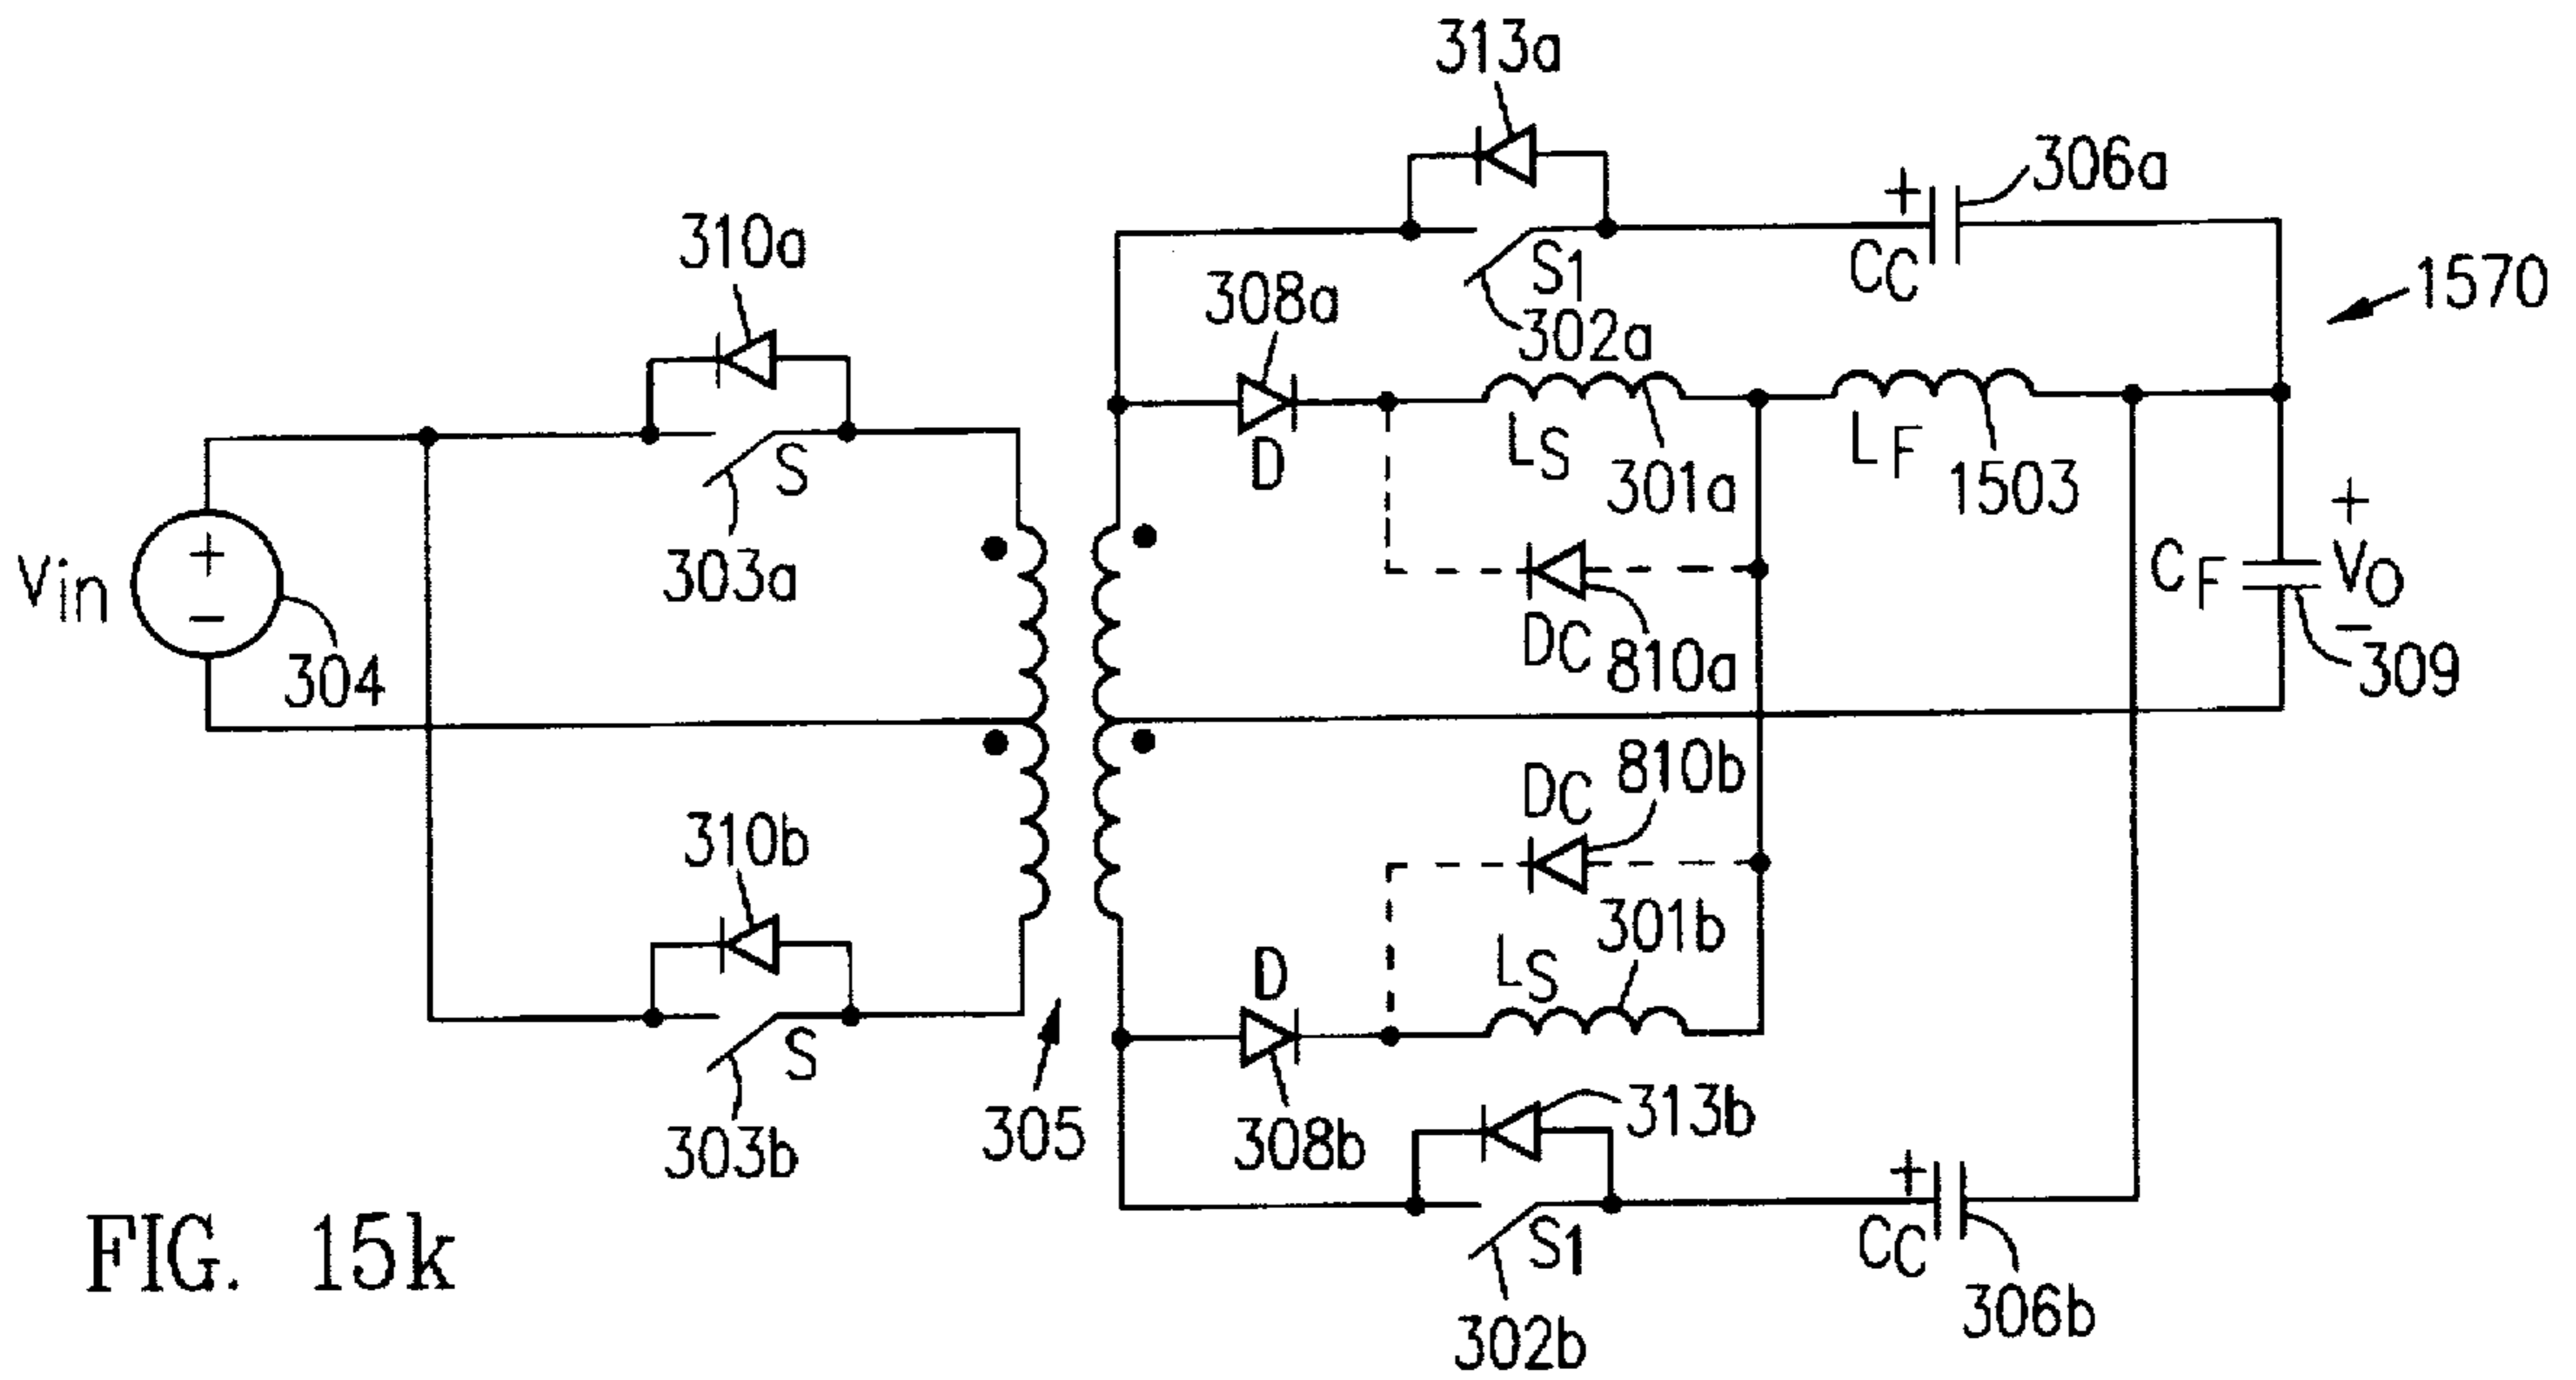 313a
306a
+
CC
S1
302a
1570
310a
308a
S
303a
D
LS
301a
LF
1503
Vin
+
−
304
DC
810a
CF
+
VO
−
309
DC
810b
310b
301b
D
LS
S
303b
305
308b
313b
+
S1
CC
302b
306b
FIG. 15k